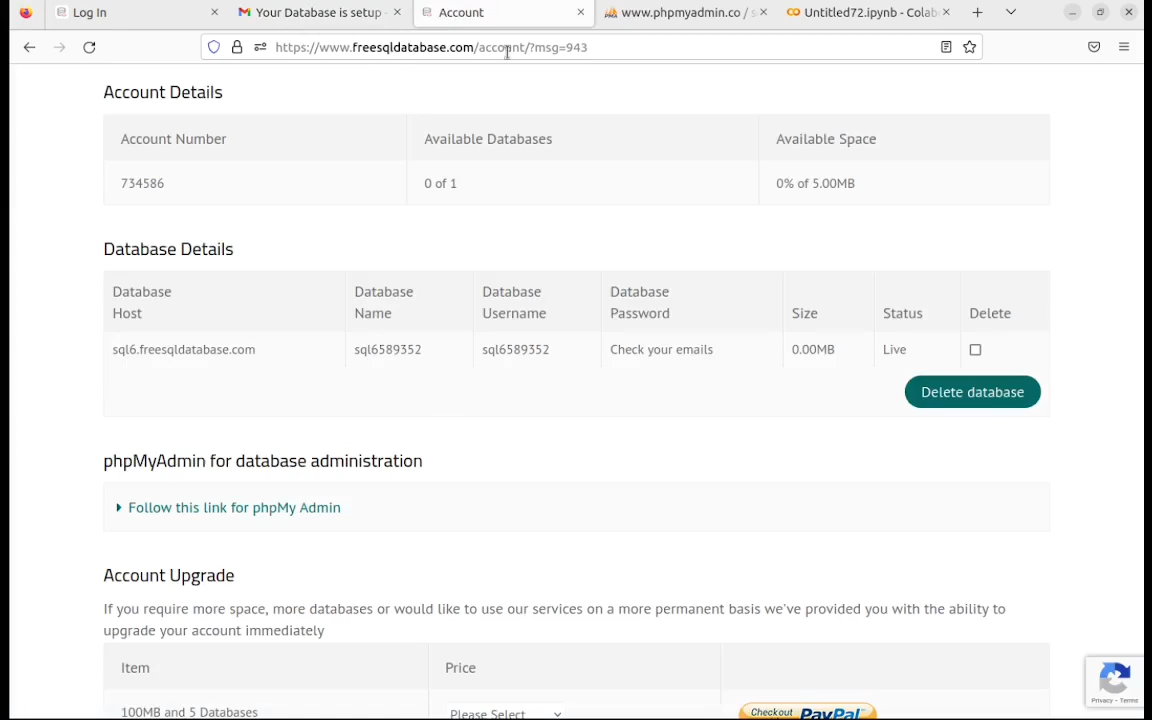 Log In
Your Database is setup
Account
www.phpmyadmin.co / s
Untitled72.ipynb - Colab
https://www.freesqldatabase.com/account/?msg=943
Account Details
Account Number Available Databases Available Space
734586 0 of 1 0% of 5.00MB
Database Details
Database Database Database Database
Host Name Username Password Size Status Delete
sql6.freesqldatabase.com sql6589352 sql6589352 Check your emails 0.00MB Live
Delete database
phpMyAdmin for database administration
Follow this link for phpMy Admin
Account Upgrade
If you require more space, more databases or would like to use our services on a more permanent basis we've provided you with the ability to
upgrade your account immediately
Item Price
100MB and 5 Databases Please Select Checkout PayPal
Privacy - Terms